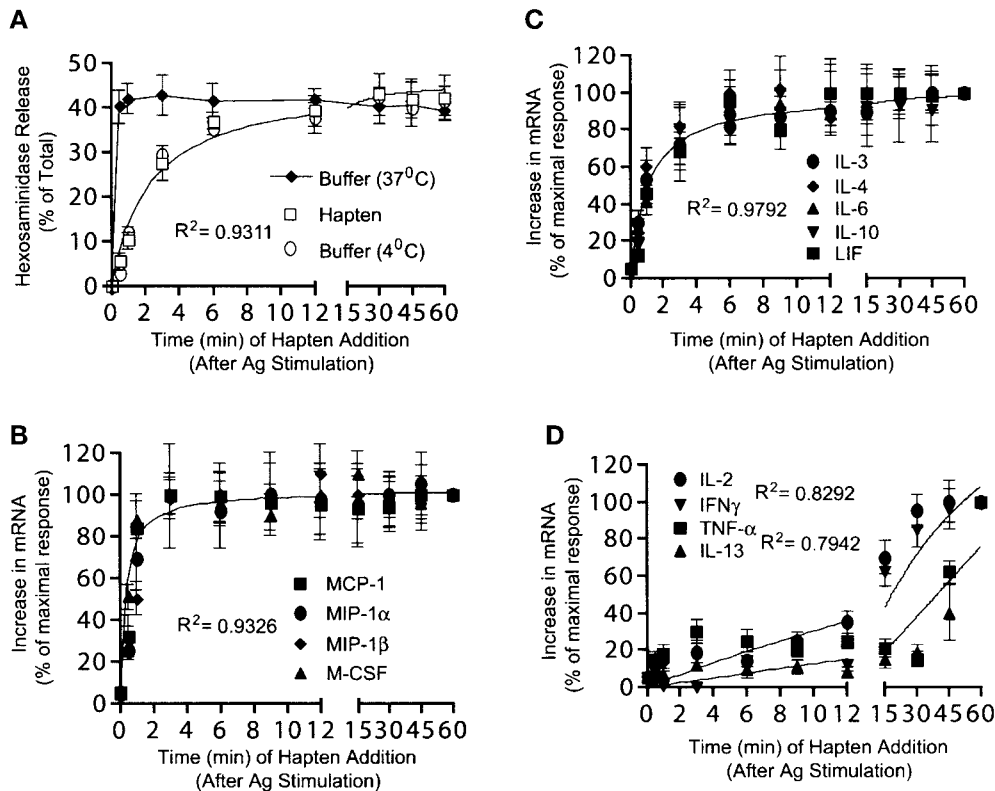 A
Hexosaminidase Release
(% of Total)
50
40
30
20
10
0
Buffer (37⁰C)
Hapten
Buffer (4⁰C)
R²= 0.9311
0 2 4 6 8 10 12 15 30 45 60
Time (min) of Hapten Addition
(After Ag Stimulation)
B
Increase in mRNA
(% of maximal response)
120
100
80
60
40
20
0
MCP-1
MIP-1α
MIP-1β
M-CSF
R²= 0.9326
0 2 4 6 8 10 12 15 30 45 60
Time (min) of Hapten Addition
(After Ag Stimulation)
C
Increase in mRNA
(% of maximal response)
120
100
80
60
40
20
0
IL-3
IL-4
IL-6
IL-10
LIF
R²= 0.9792
0 2 4 6 8 10 12 15 30 45 60
Time (min) of Hapten Addition
(After Ag Stimulation)
D
Increase in mRNA
(% of maximal response)
120
100
80
60
40
20
0
IL-2
IFNγ
TNF-α
IL-13
R²= 0.8292
R²= 0.7942
0 2 4 6 8 10 12 15 30 45 60
Time (min) of Hapten Addition
(After Ag Stimulation)